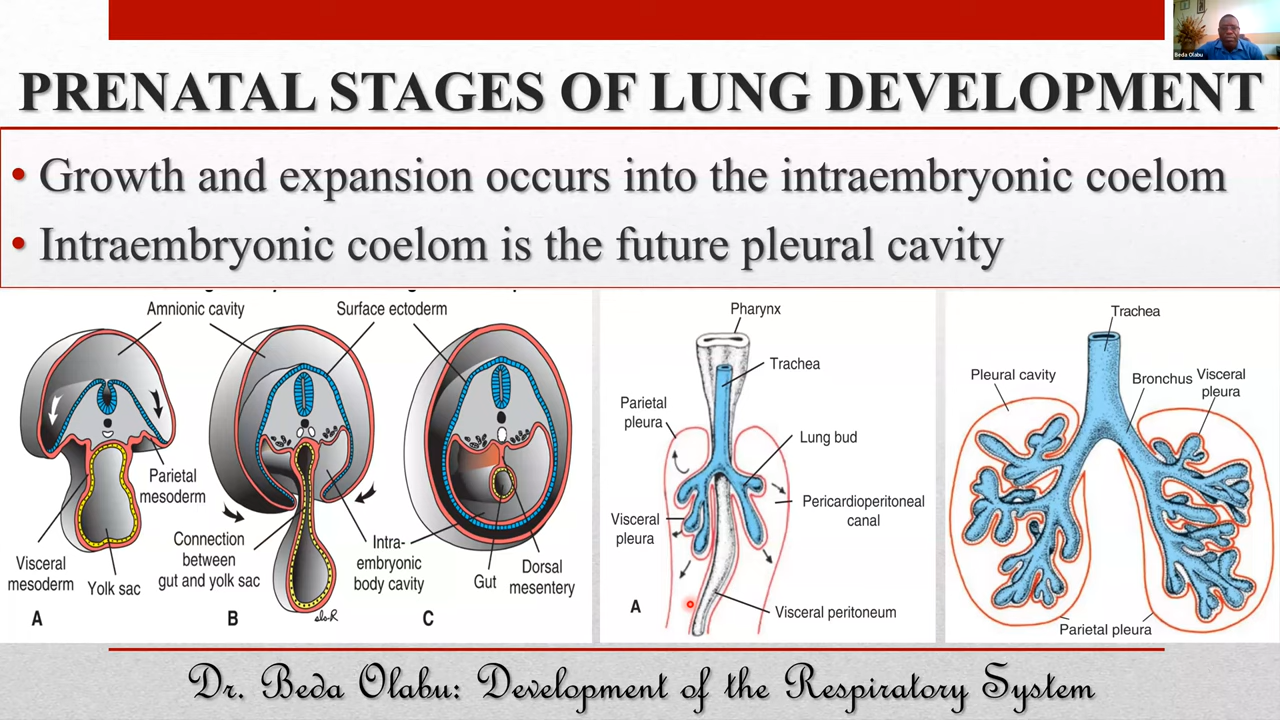 Beda Olabu
PRENATAL STAGES OF LUNG DEVELOPMENT
• Growth and expansion occurs into the intraembryonic coelom
• Intraembryonic coelom is the future pleural cavity
Amnionic cavity
Surface ectoderm
Parietal
mesoderm
Visceral
mesoderm
Yolk sac
Connection
between
gut and yolk sac
Intra-
embryonic
body cavity
Gut
Dorsal
mesentery
A
B
C
Pharynx
Trachea
Parietal
pleura
Lung bud
Pericardioperitoneal
canal
Visceral
pleura
A
Visceral peritoneum
Trachea
Pleural cavity
Bronchus
Visceral
pleura
Parietal pleura
Dr. Beda Olabu: Development of the Respiratory System